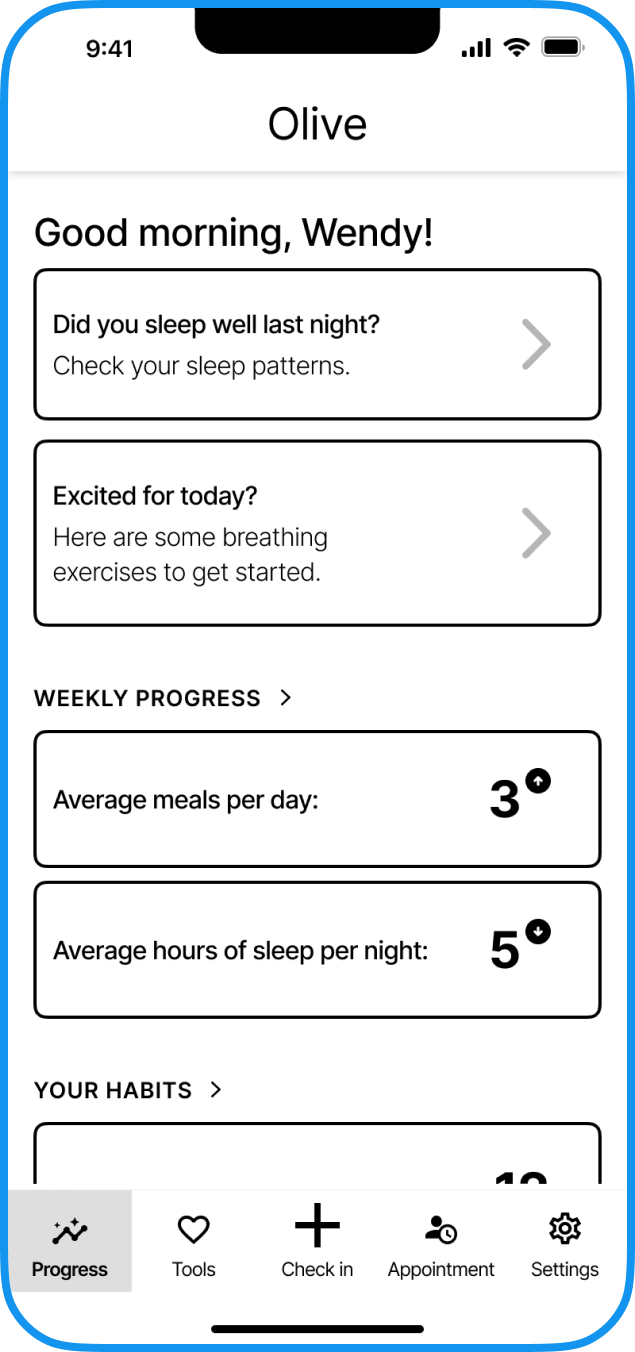 9:41
Olive
Good morning, Wendy!
Did you sleep well last night?
Check your sleep patterns.
Excited for today?
Here are some breathing
exercises to get started.
WEEKLY PROGRESS
Average meals per day:
3
Average hours of sleep per night:
5
YOUR HABITS
Progress
Tools
Check in
Appointment
Settings